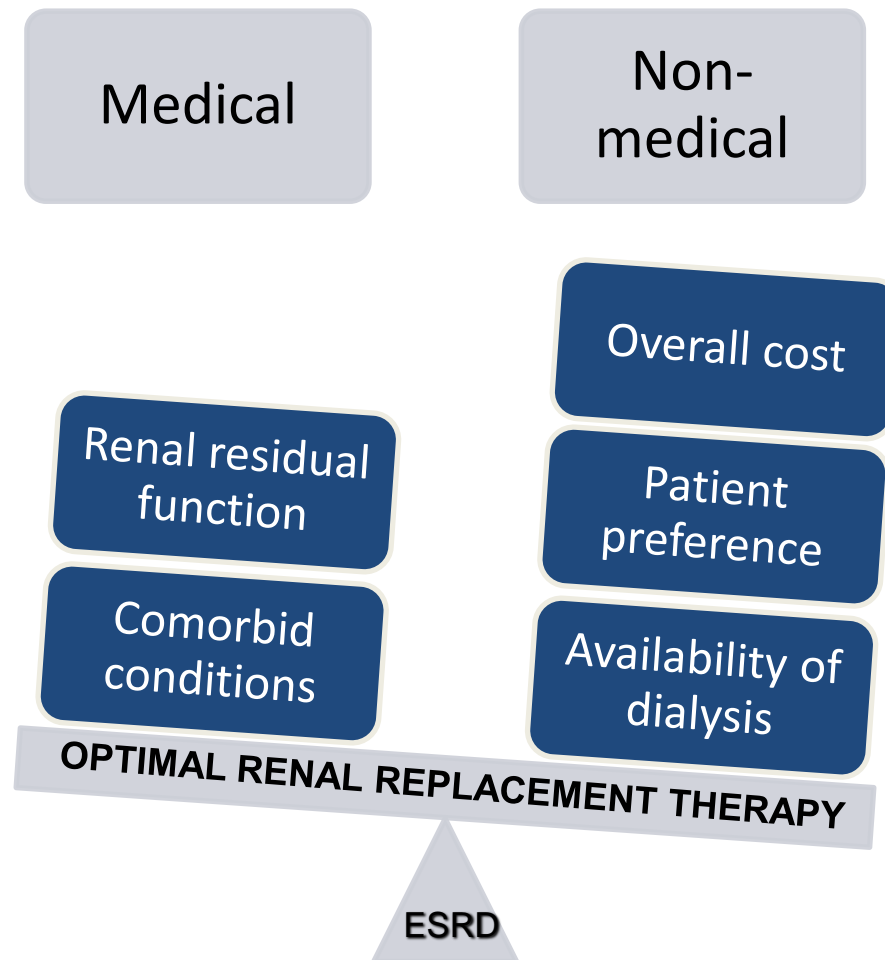 Medical
Non-
medical
Overall cost
Renal residual
function
Patient
preference
Comorbid
conditions
Availability of
dialysis
OPTIMAL RENAL REPLACEMENT THERAPY
ESRD